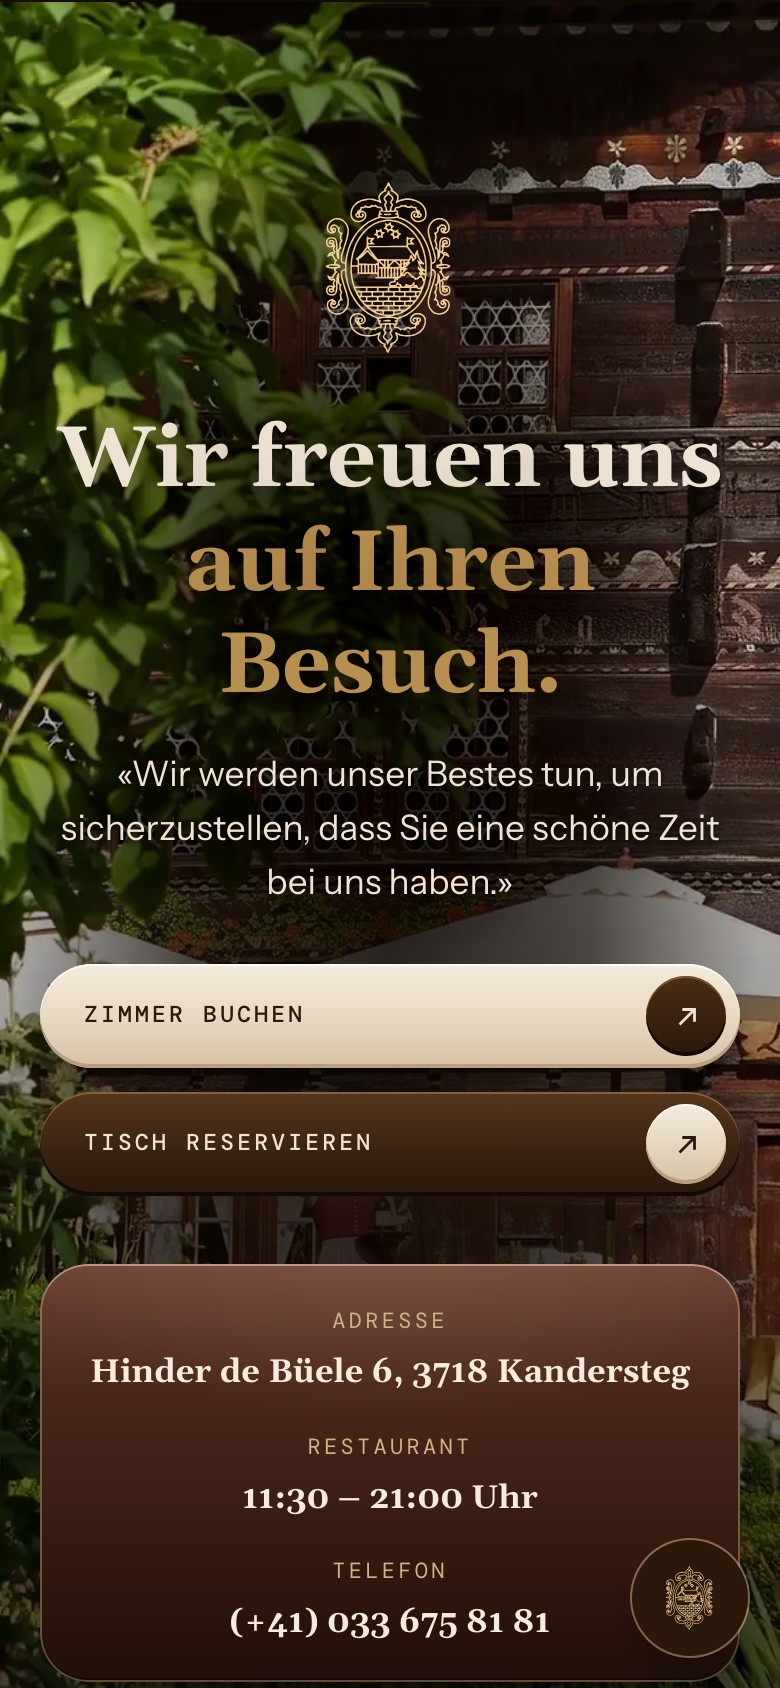 Wir freuen uns
auf Ihren
Besuch.
«Wir werden unser Bestes tun, um
sicherzustellen, dass Sie eine schöne Zeit
bei uns haben.»
ZIMMER BUCHEN
TISCH RESERVIEREN
ADRESSE
Hinder de Büele 6, 3718 Kandersteg
RESTAURANT
11:30 – 21:00 Uhr
TELEFON
(+41) 033 675 81 81